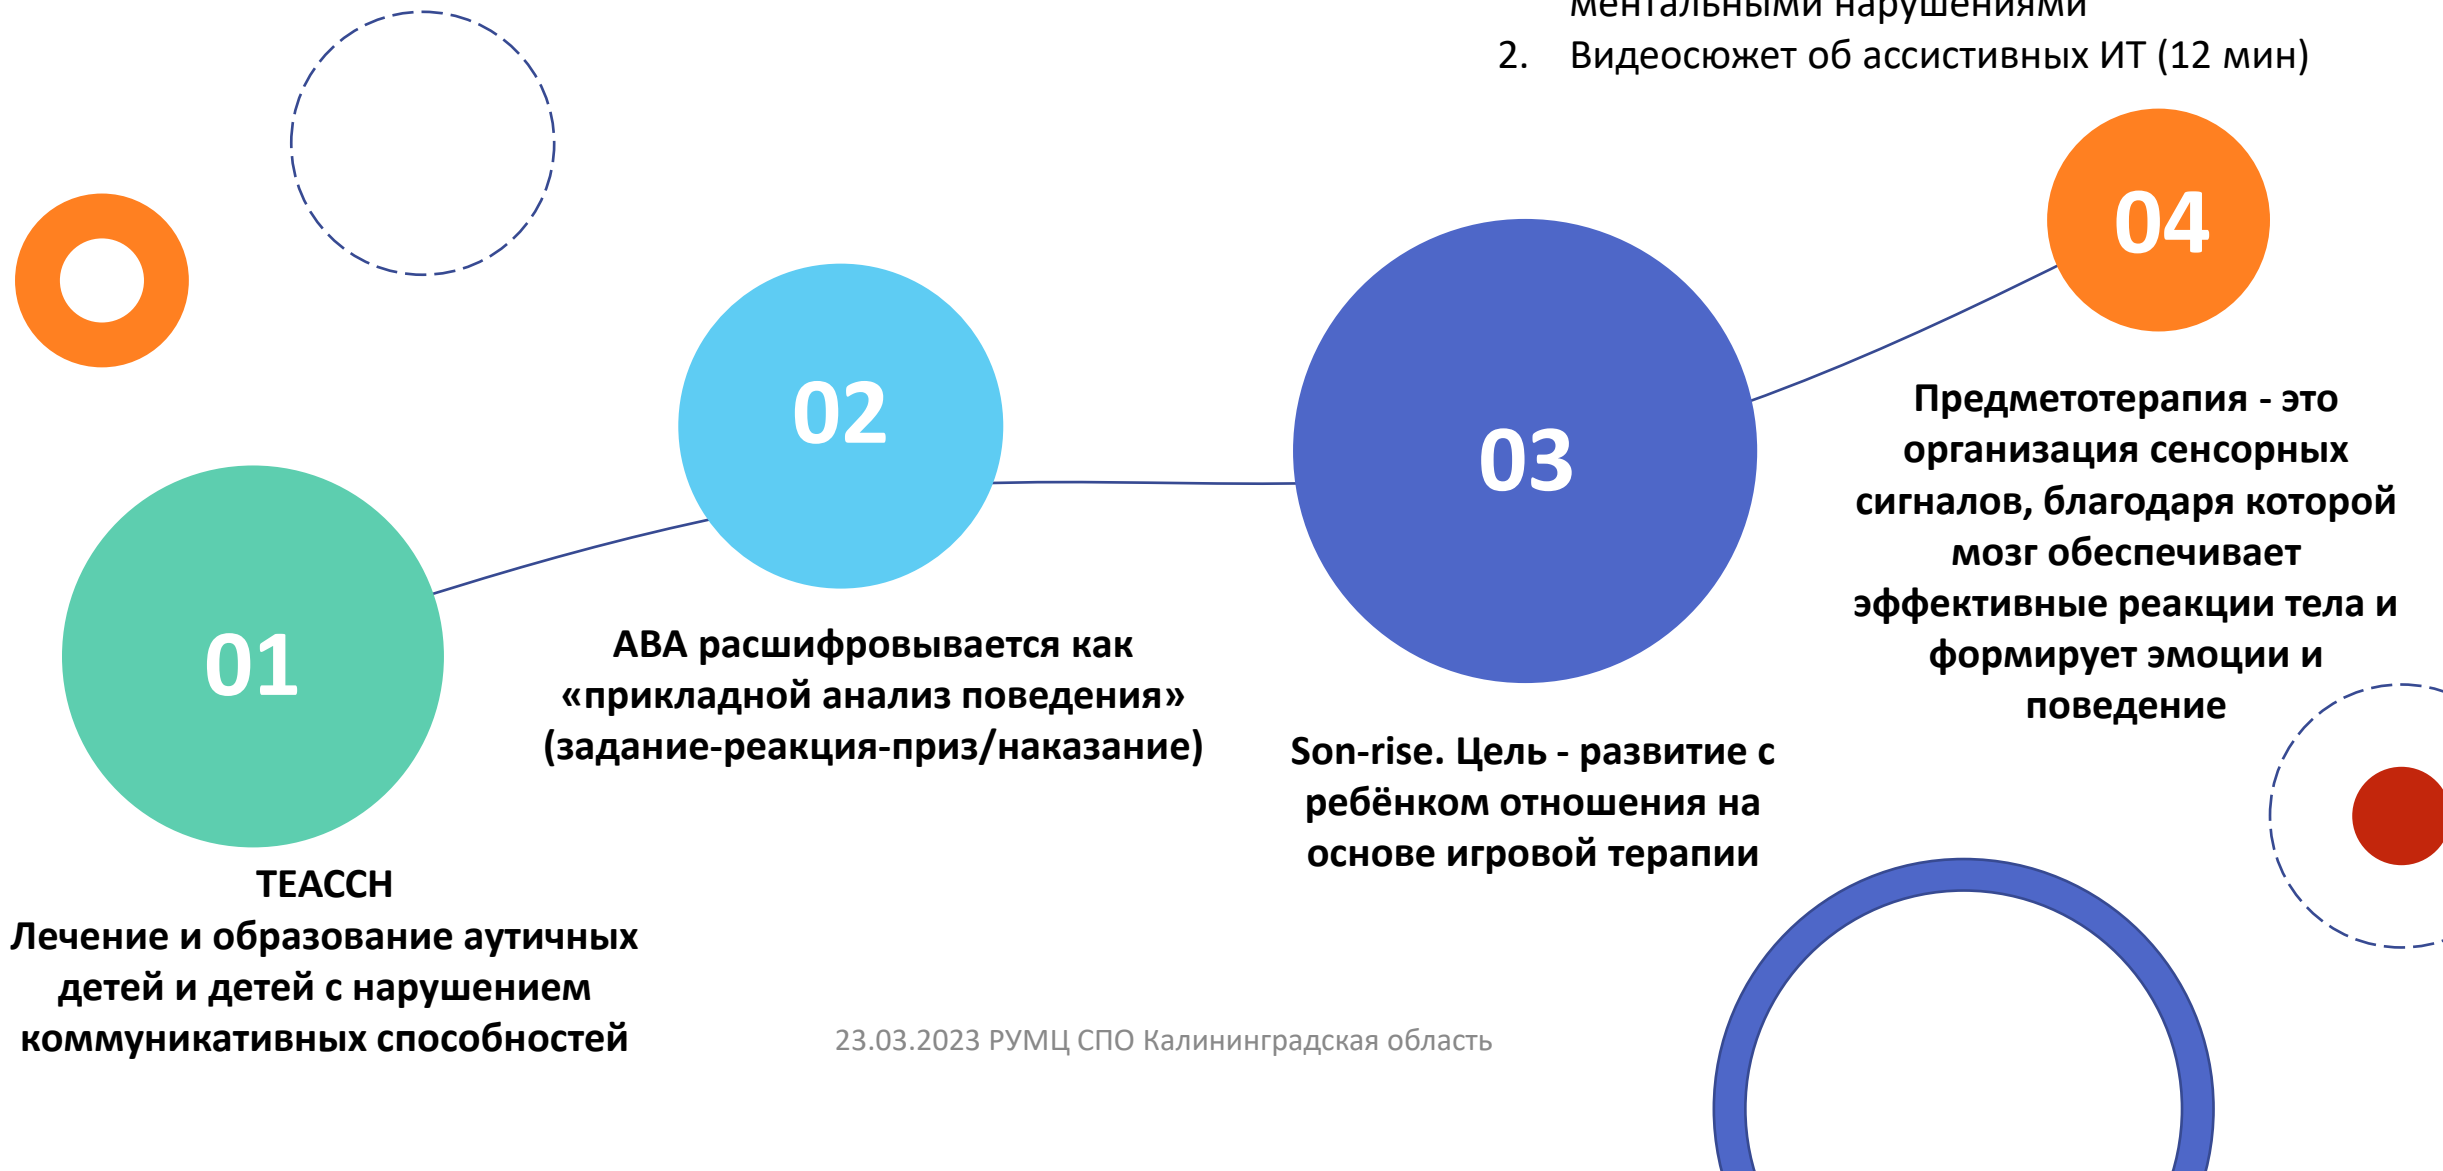 ментальными нарушениями
2. Видеосюжет об ассистивных ИТ (12 мин)
04
Предметотерапия - это
организация сенсорных
сигналов, благодаря которой
мозг обеспечивает
эффективные реакции тела и
формирует эмоции и
поведение
02
АВА расшифровывается как
«прикладной анализ поведения»
(задание-реакция-приз/наказание)
03
Son-rise. Цель - развитие с
ребёнком отношения на
основе игровой терапии
01
TEACCH
Лечение и образование аутичных
детей и детей с нарушением
коммуникативных способностей
23.03.2023 РУМЦ СПО Калининградская область